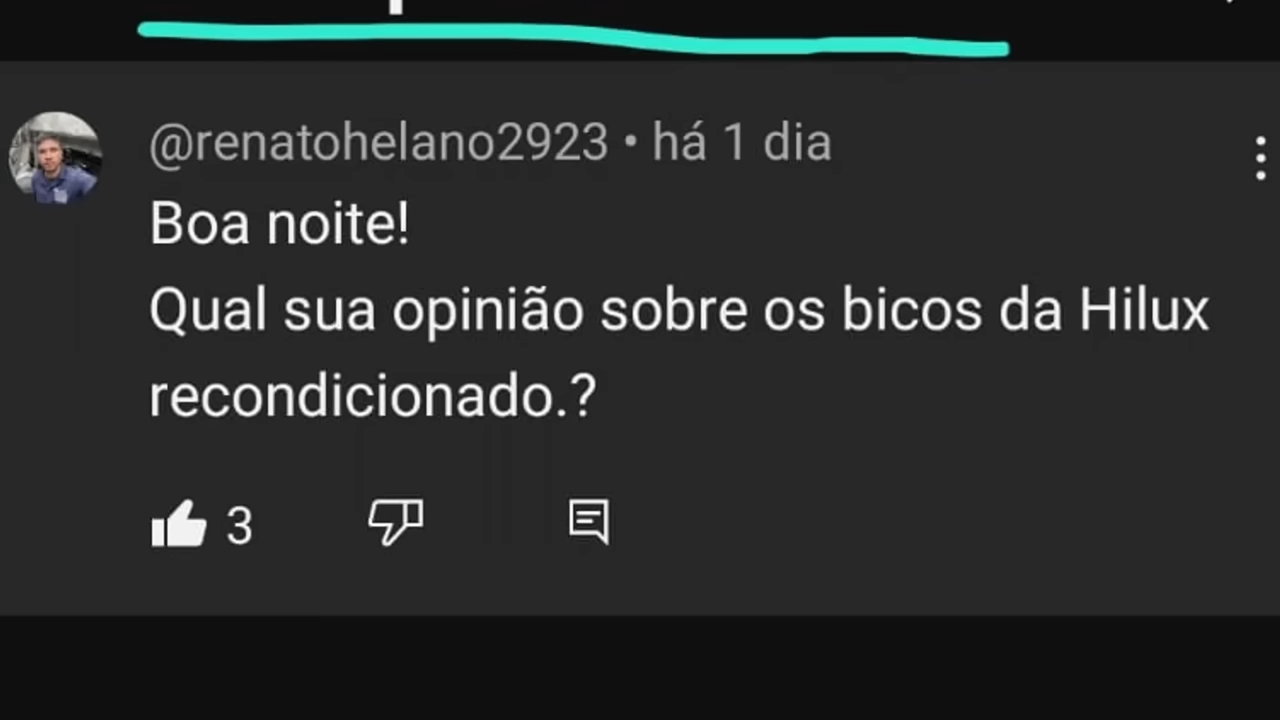 @renatohelano2923 • há 1 dia
Boa noite!
Qual sua opinião sobre os bicos da Hilux
recondicionado.?
3